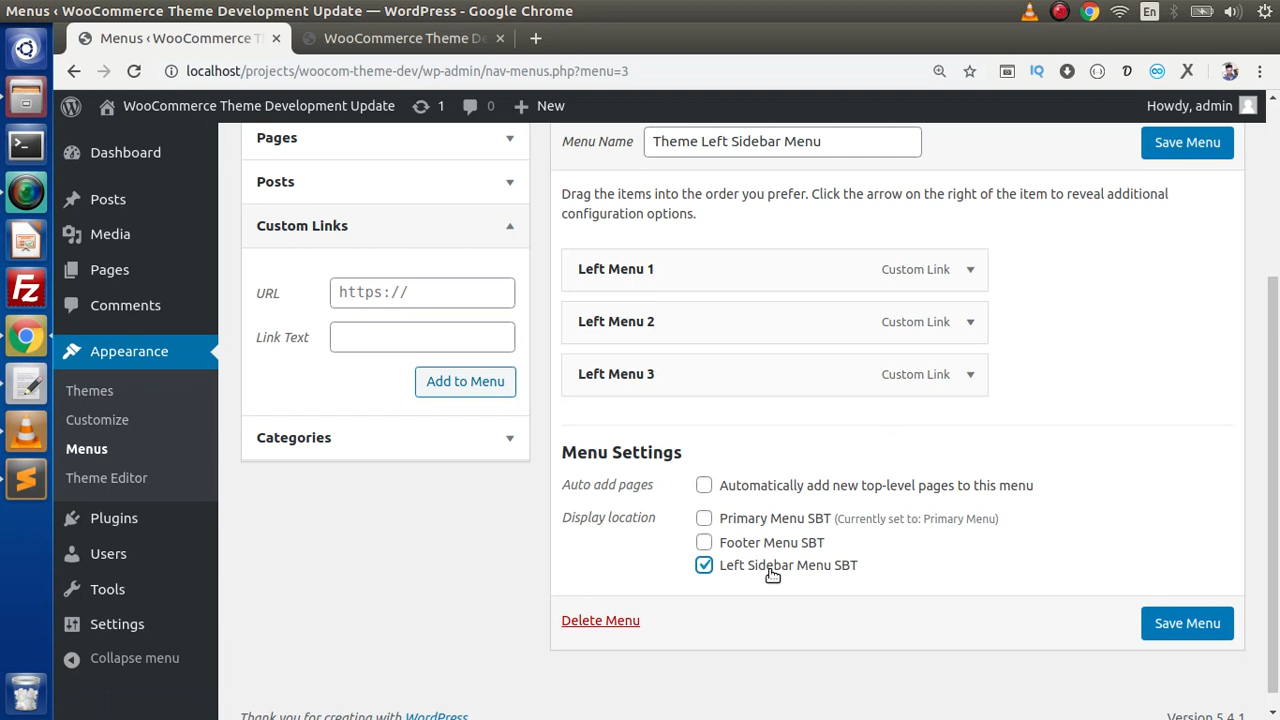 Menus ‹ WooCommerce Theme Development Update — WordPress - Google Chrome
En
Menus ‹ WooCommerce T
WooCommerce Theme De
localhost/projects/woocom-theme-dev/wp-admin/nav-menus.php?menu=3
WooCommerce Theme Development Update
1
0
New
Howdy, admin
Dashboard
Posts
Media
Pages
Comments
Appearance
Themes
Customize
Menus
Theme Editor
Plugins
Users
Tools
Settings
Collapse menu
Pages
Posts
Custom Links
URL
https://
Link Text
Add to Menu
Categories
Menu Name
Theme Left Sidebar Menu
Save Menu
Drag the items into the order you prefer. Click the arrow on the right of the item to reveal additional
configuration options.
Left Menu 1 Custom Link
Left Menu 2 Custom Link
Left Menu 3 Custom Link
Menu Settings
Auto add pages
Automatically add new top-level pages to this menu
Display location
Primary Menu SBT (Currently set to: Primary Menu)
Footer Menu SBT
Left Sidebar Menu SBT
Delete Menu
Save Menu
Thank you for creating with WordPress
Version 5.4.1